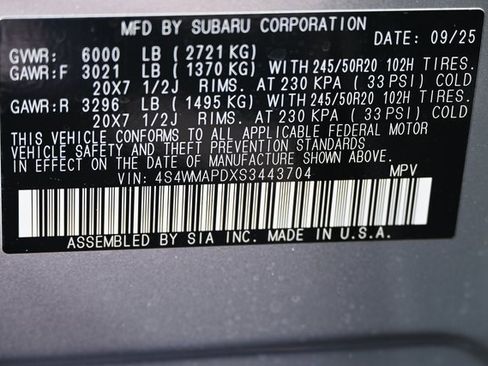 MFD BY SUBARU CORPORATION
DATE: 09/25
GVWR: 6000 LB (2721 KG)
GAWR:F 3021 LB (1370 KG) WITH 245/50R20 102H TIRES.
20X7 1/2J RIMS. AT 230 KPA (33 PSI) COLD
GAWR:R 3296 LB (1495 KG) WITH 245/50R20 102H TIRES.
20X7 1/2J RIMS. AT 230 KPA (33 PSI) COLD
THIS VEHICLE CONFORMS TO ALL APPLICABLE FEDERAL MOTOR
VEHICLE SAFETY AND THEFT PREVENTION STANDARDS IN EFFECT
ON THE DATE OF MANUFACTURE SHOWN ABOVE.
VIN: 4S4WMAPDXS3443704 MPV
ASSEMBLED BY SIA INC. MADE IN U.S.A.